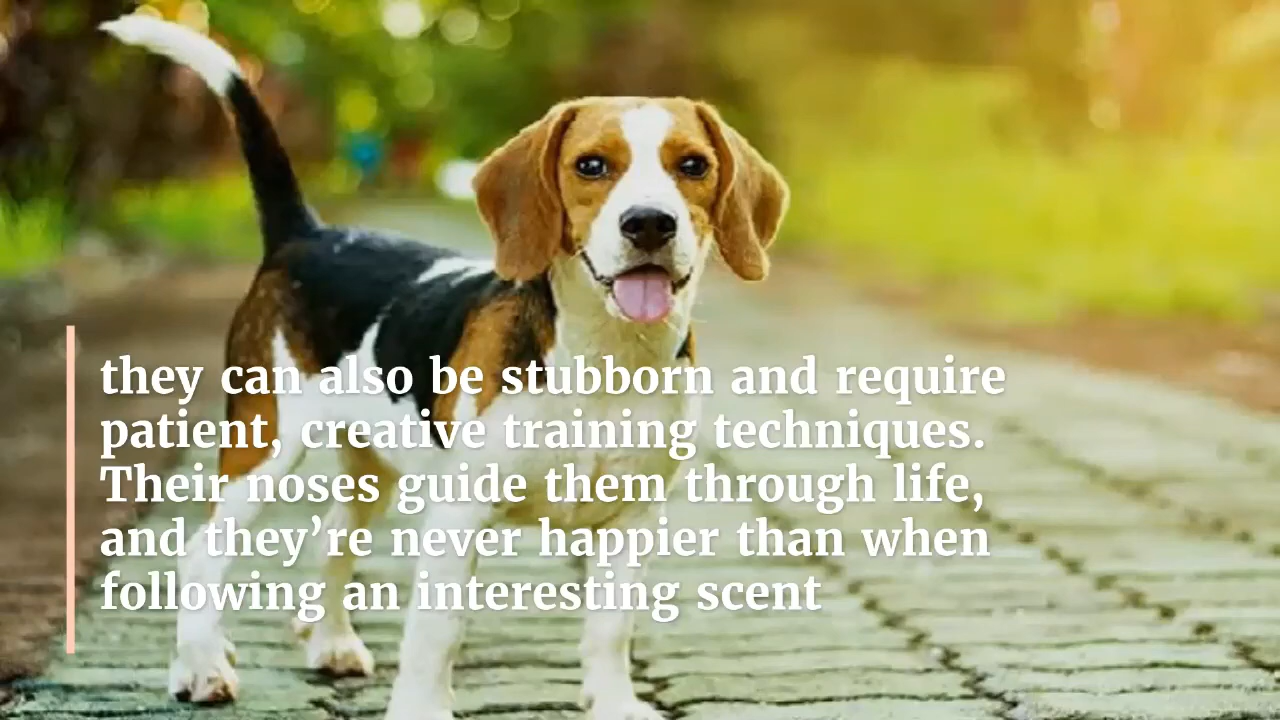 they can also be stubborn and require
patient, creative training techniques.
Their noses guide them through life,
and they’re never happier than when
following an interesting scent